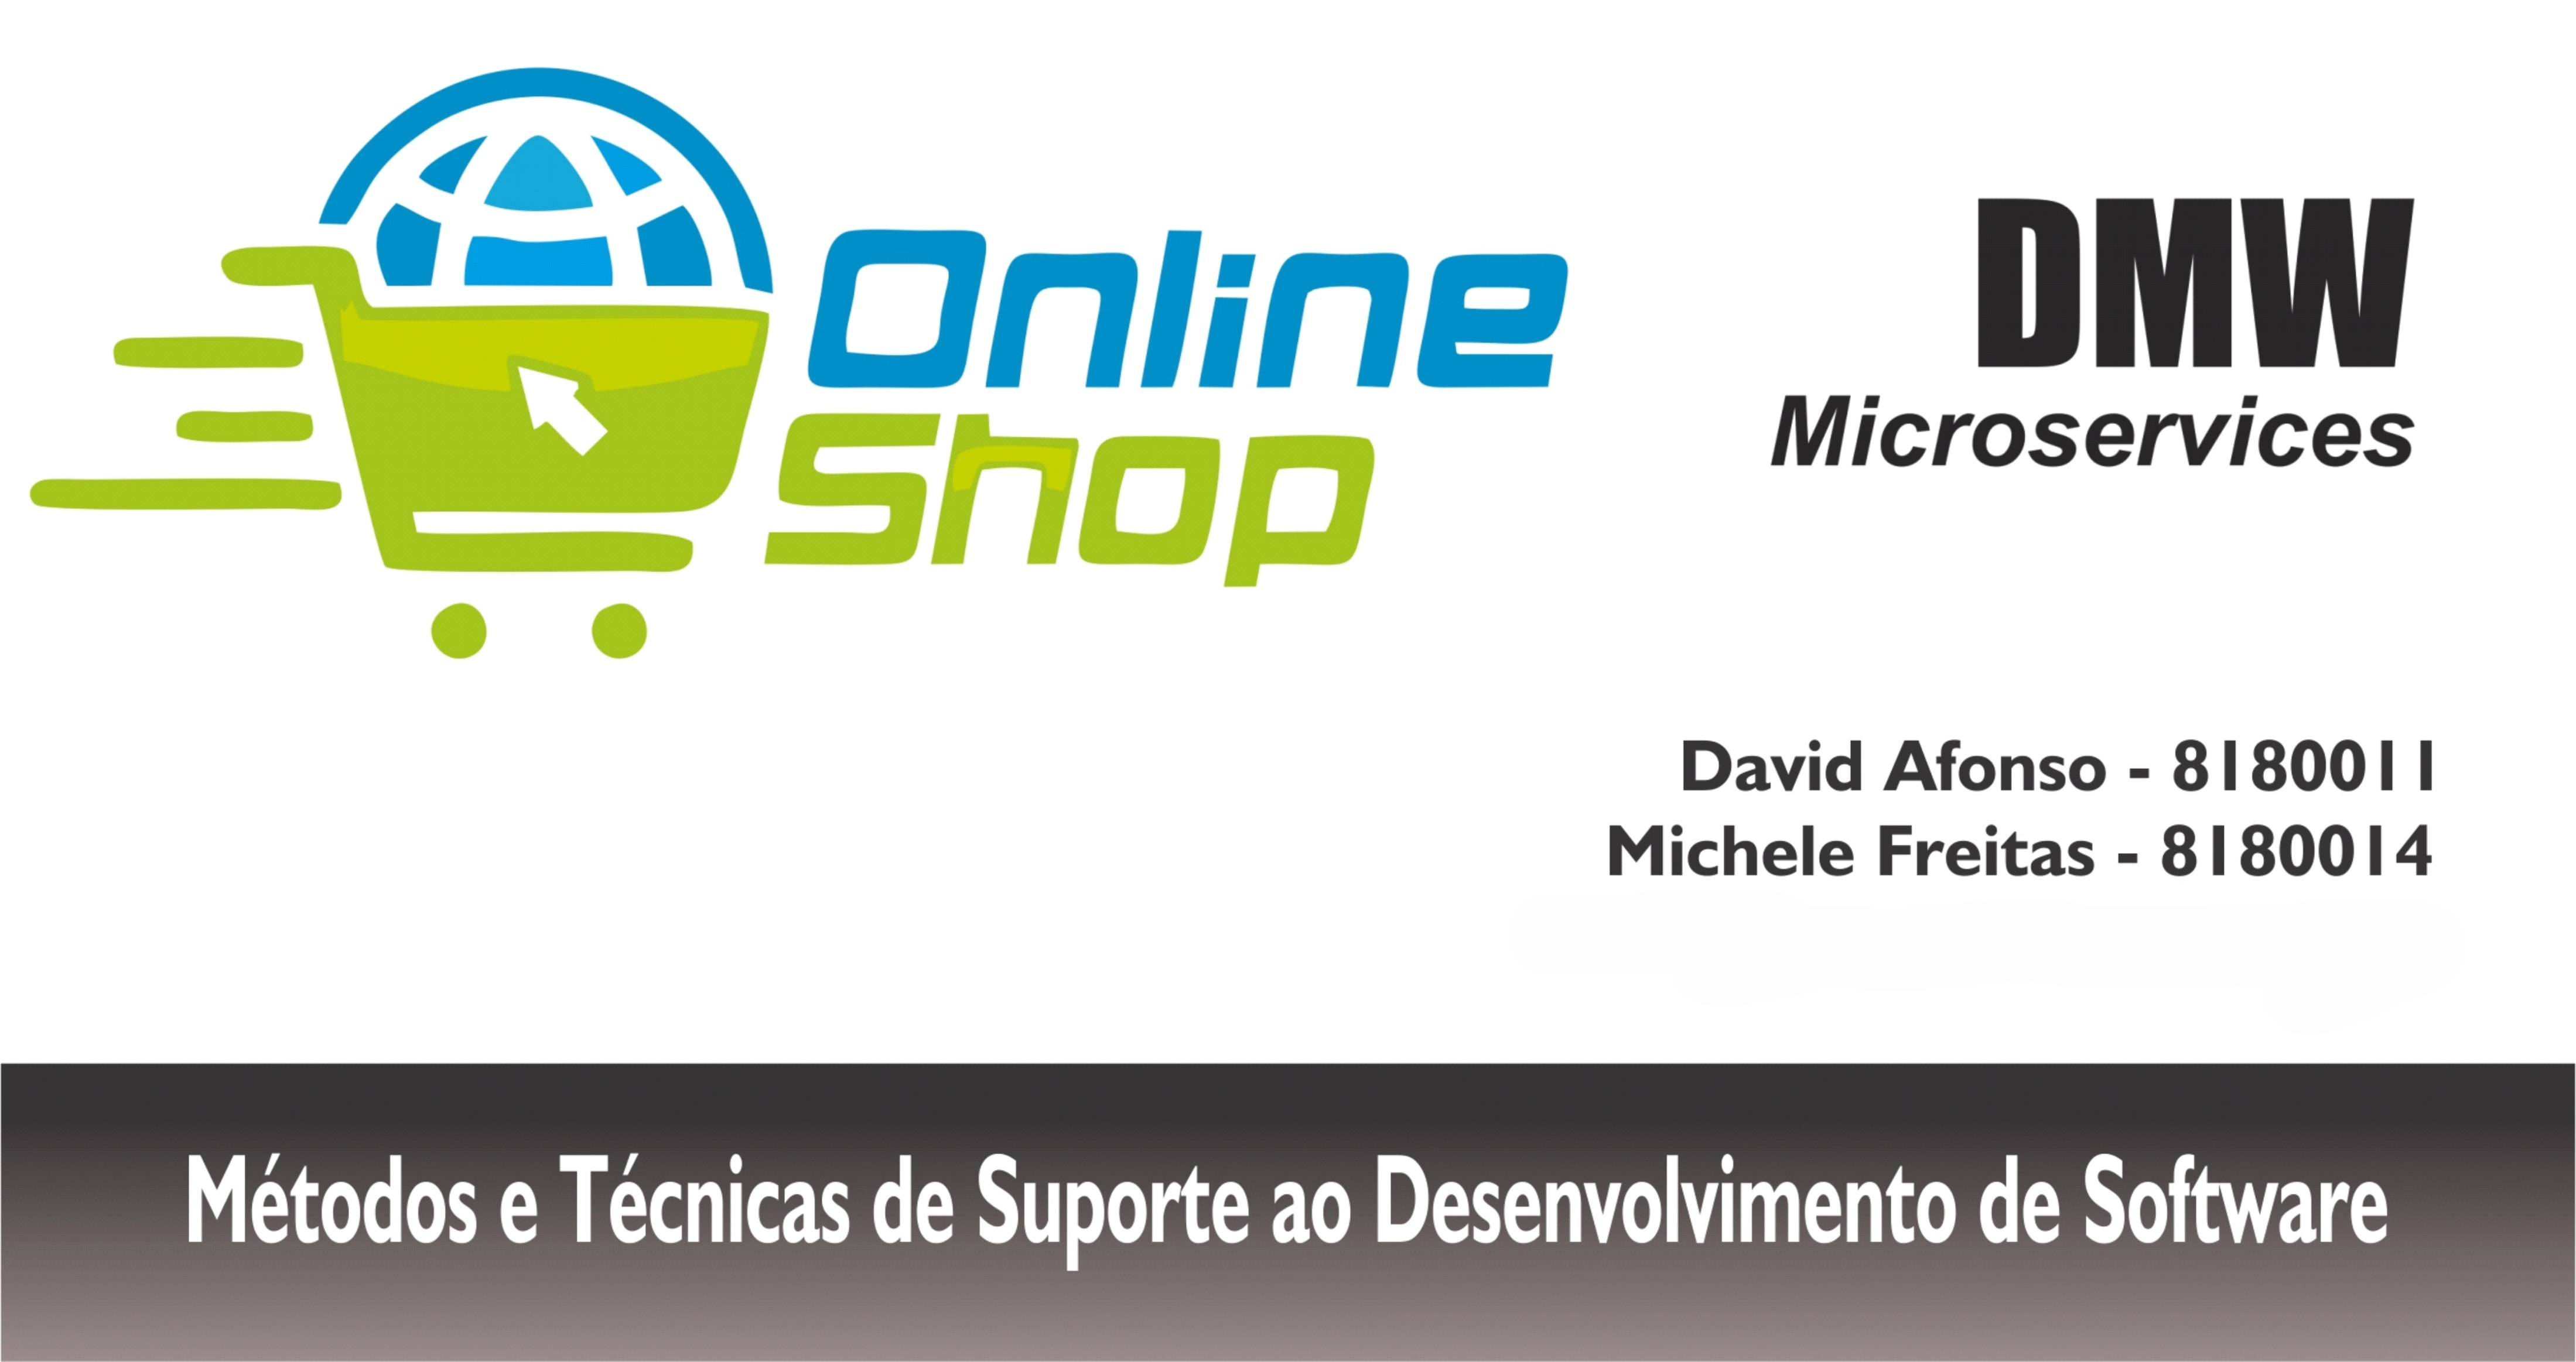 Online
Shop
DMW
Microservices
David Afonso - 8180011
Michele Freitas - 8180014
Métodos e Técnicas de Suporte ao Desenvolvimento de Software